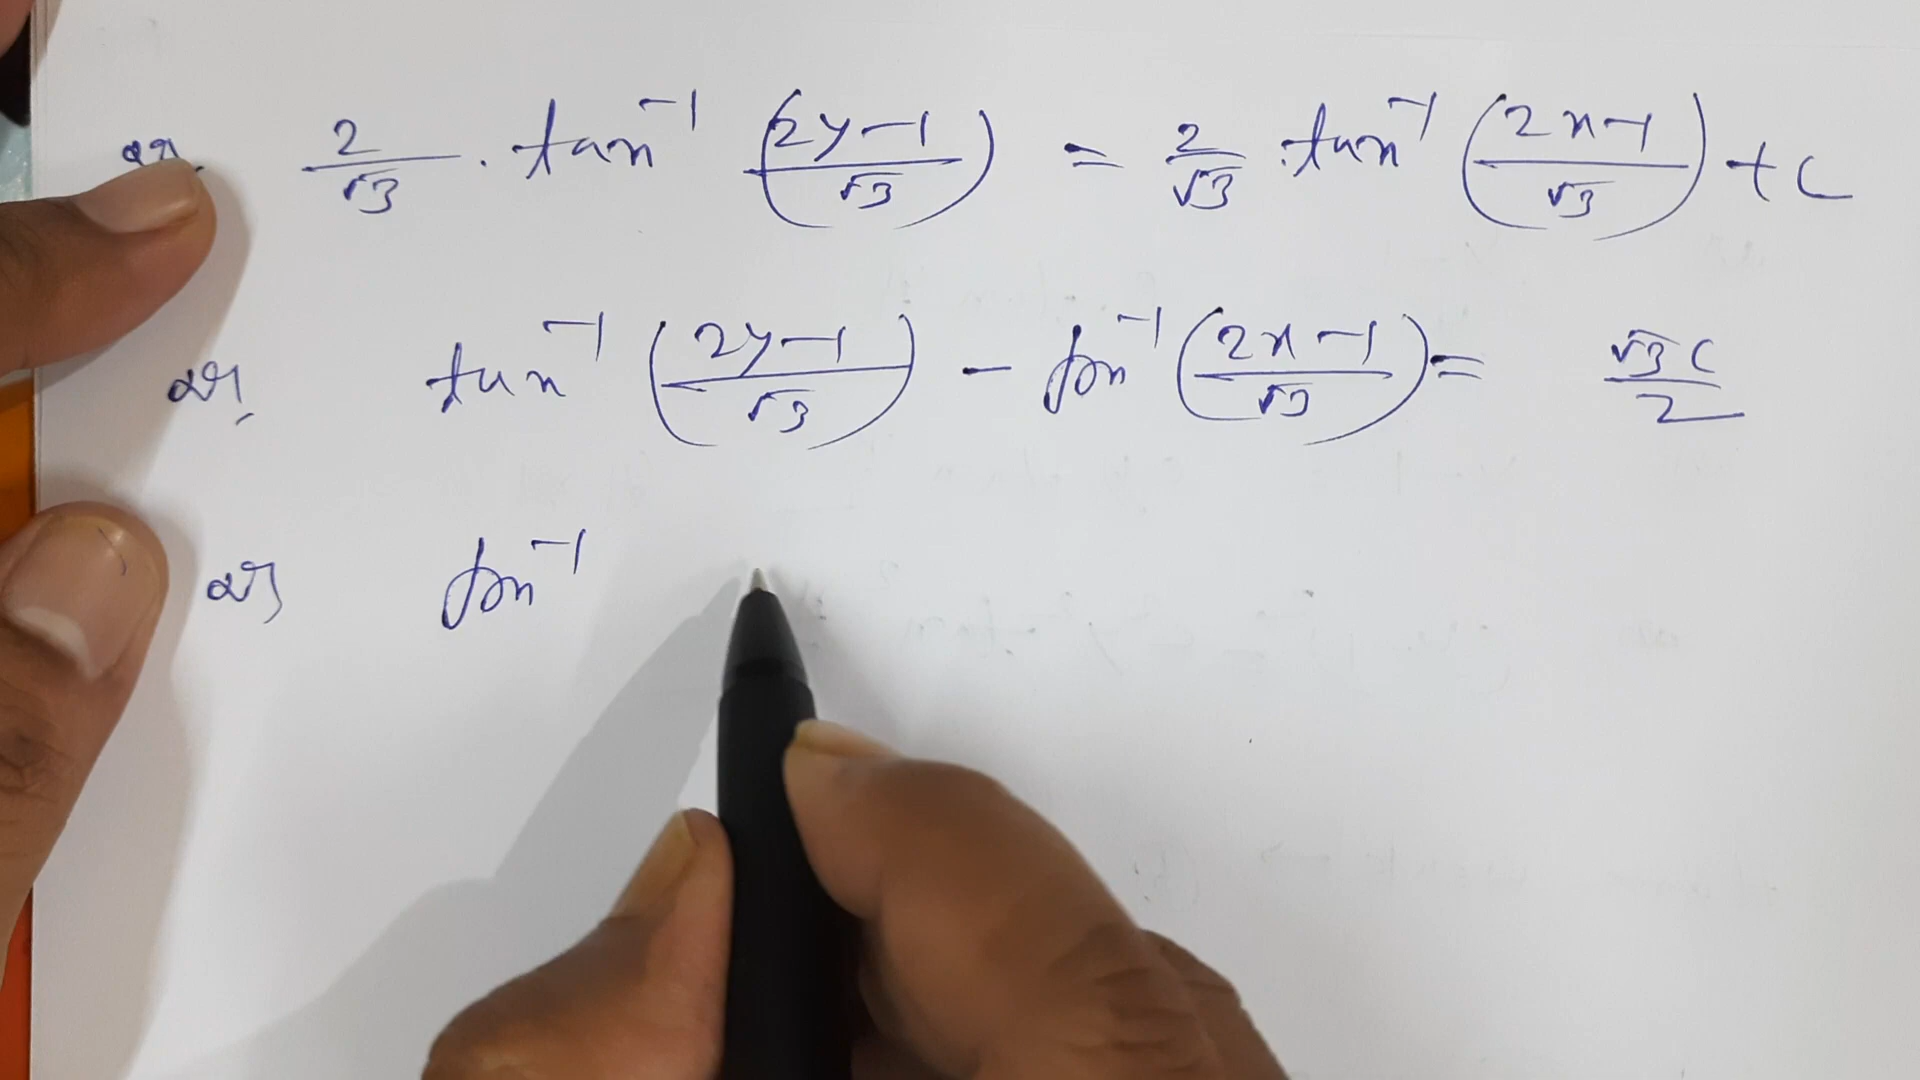 or, 2/√3 . tan⁻¹ ((2y-1)/√3) = 2/√3 . tan⁻¹ ((2x-1)/√3) + C
or, tan⁻¹ ((2y-1)/√3) - tan⁻¹ ((2x-1)/√3) = √3 C/2
or, tan⁻¹